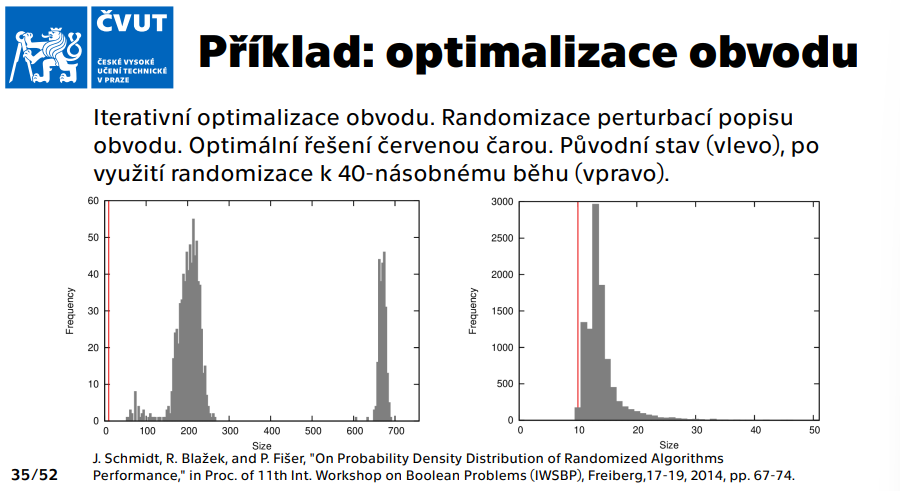 ČVUT
ČESKÉ VYSOKÉ
UČENÍ TECHNICKÉ
V PRAZE
Příklad: optimalizace obvodu
Iterativní optimalizace obvodu. Randomizace perturbací popisu
obvodu. Optimální řešení červenou čarou. Původní stav (vlevo), po
využití randomizace k 40-násobnému běhu (vpravo).
60
50
40
30
20
10
0
Frequency
0 100 200 300 400 500 600 700
Size
3000
2500
2000
1500
1000
500
0
Frequency
0 10 20 30 40 50
Size
J. Schmidt, R. Blažek, and P. Fišer, "On Probability Density Distribution of Randomized Algorithms
Performance," in Proc. of 11th Int. Workshop on Boolean Problems (IWSBP), Freiberg,17-19, 2014, pp. 67-74.
35/52